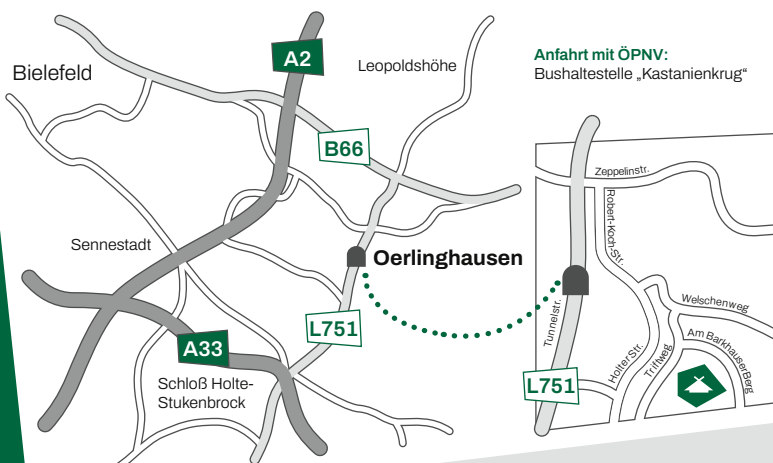 A2
Bielefeld
Leopoldshöhe
B66
Sennestadt
Oerlinghausen
L751
A33
Schloß Holte-
Stukenbrock
Anfahrt mit ÖPNV:
Bushaltestelle „Kastanienkrug“
Zeppelinstr.
Robert-Koch-Str.
Welschenweg
Tunnelstr.
Am Barkhauser Berg
Holter Str.
Triftweg
L751